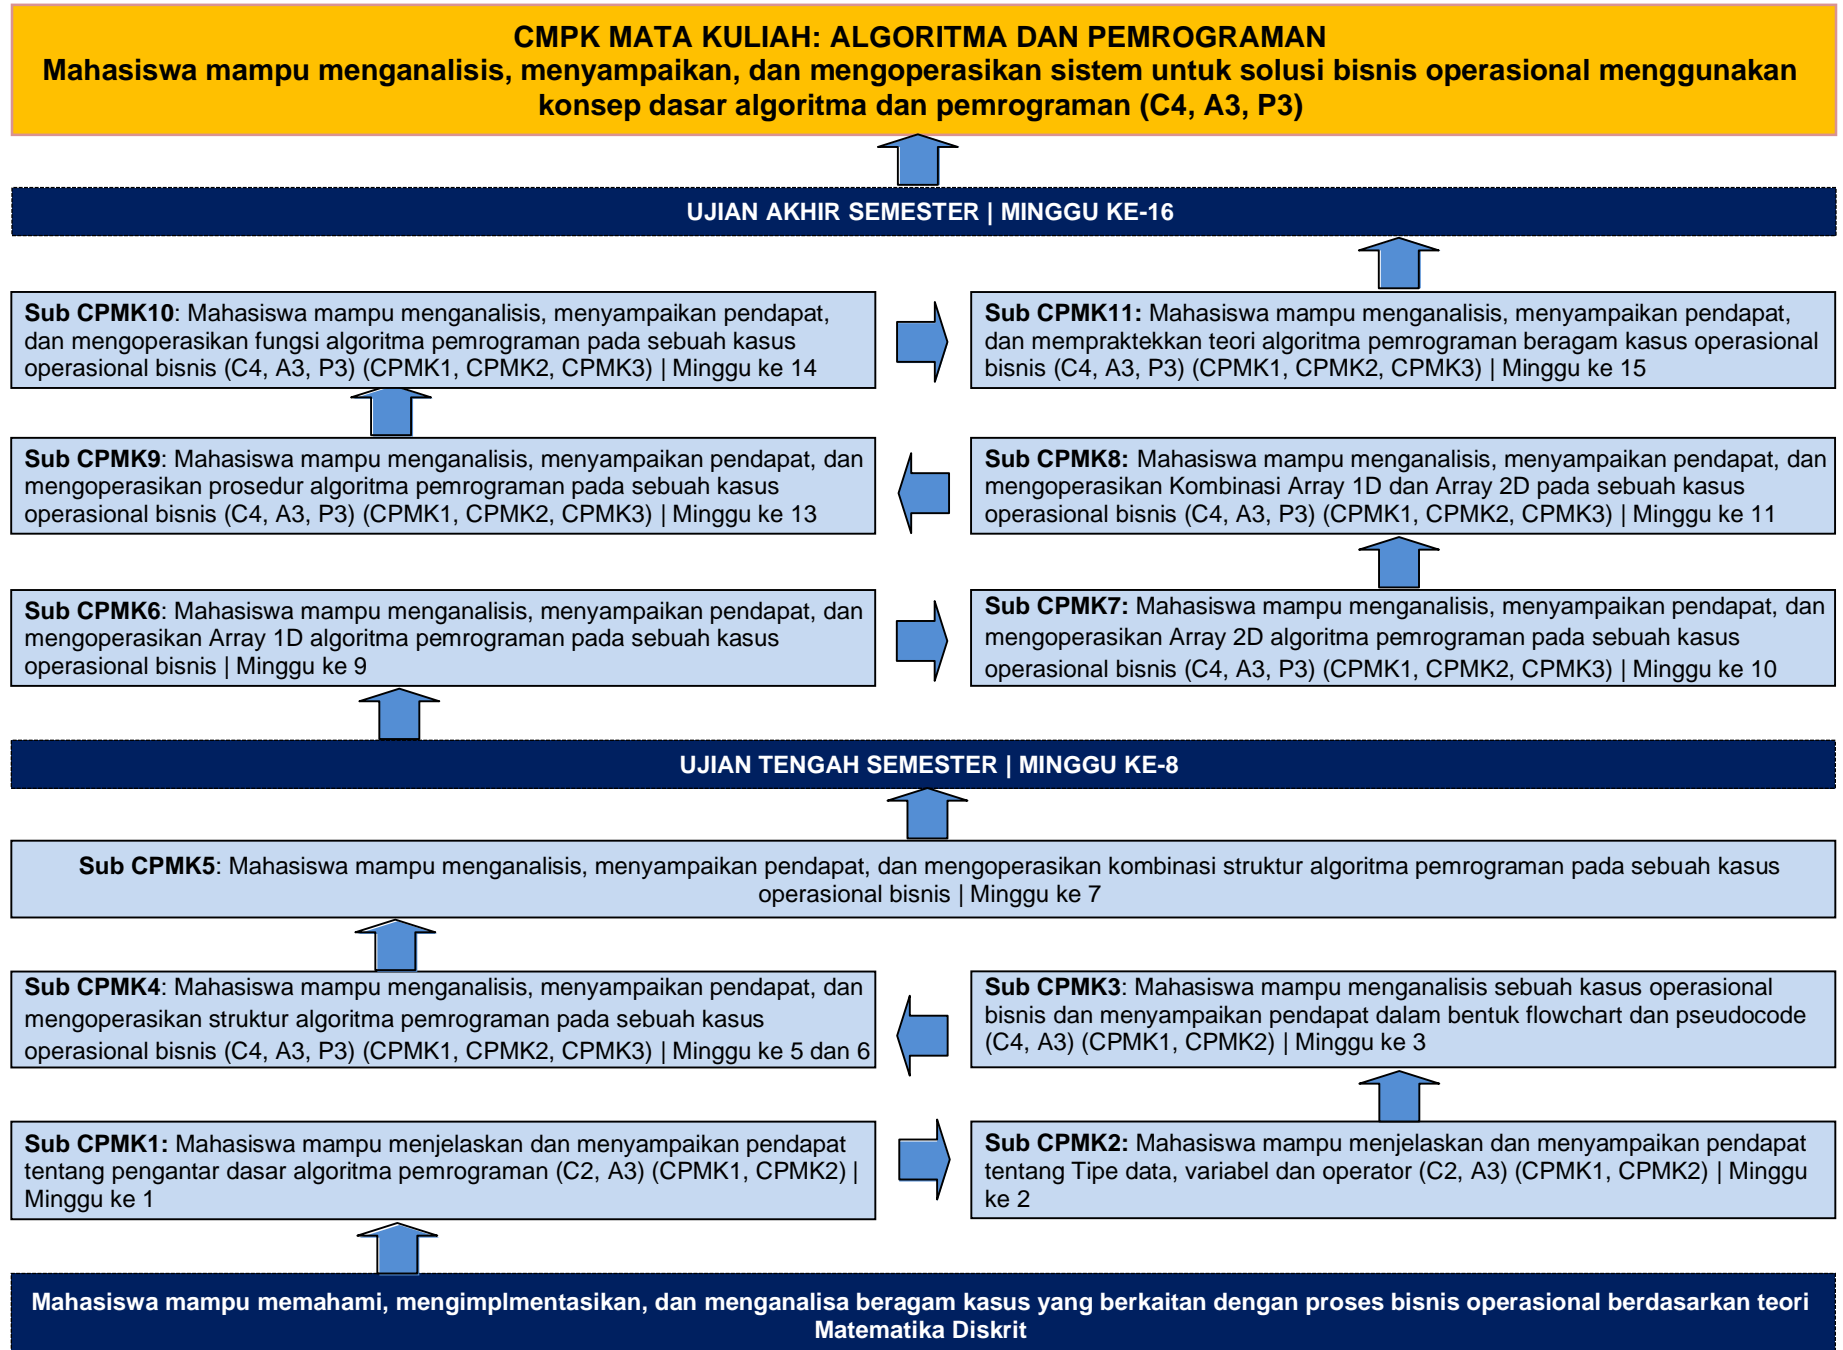 CMPK MATA KULIAH: ALGORITMA DAN PEMROGRAMAN
Mahasiswa mampu menganalisis, menyampaikan, dan mengoperasikan sistem untuk solusi bisnis operasional menggunakan
konsep dasar algoritma dan pemrograman (C4, A3, P3)
UJIAN AKHIR SEMESTER | MINGGU KE-16
Sub CPMK10: Mahasiswa mampu menganalisis, menyampaikan pendapat,
dan mengoperasikan fungsi algoritma pemrograman pada sebuah kasus
operasional bisnis (C4, A3, P3) (CPMK1, CPMK2, CPMK3) | Minggu ke 14
Sub CPMK11: Mahasiswa mampu menganalisis, menyampaikan pendapat,
dan mempraktekkan teori algoritma pemrograman beragam kasus operasional
bisnis (C4, A3, P3) (CPMK1, CPMK2, CPMK3) | Minggu ke 15
Sub CPMK9: Mahasiswa mampu menganalisis, menyampaikan pendapat, dan
mengoperasikan prosedur algoritma pemrograman pada sebuah kasus
operasional bisnis (C4, A3, P3) (CPMK1, CPMK2, CPMK3) | Minggu ke 13
Sub CPMK8: Mahasiswa mampu menganalisis, menyampaikan pendapat, dan
mengoperasikan Kombinasi Array 1D dan Array 2D pada sebuah kasus
operasional bisnis (C4, A3, P3) (CPMK1, CPMK2, CPMK3) | Minggu ke 11
Sub CPMK6: Mahasiswa mampu menganalisis, menyampaikan pendapat, dan
mengoperasikan Array 1D algoritma pemrograman pada sebuah kasus
operasional bisnis | Minggu ke 9
Sub CPMK7: Mahasiswa mampu menganalisis, menyampaikan pendapat, dan
mengoperasikan Array 2D algoritma pemrograman pada sebuah kasus
operasional bisnis (C4, A3, P3) (CPMK1, CPMK2, CPMK3) | Minggu ke 10
UJIAN TENGAH SEMESTER | MINGGU KE-8
Sub CPMK5: Mahasiswa mampu menganalisis, menyampaikan pendapat, dan mengoperasikan kombinasi struktur algoritma pemrograman pada sebuah kasus
operasional bisnis | Minggu ke 7
Sub CPMK4: Mahasiswa mampu menganalisis, menyampaikan pendapat, dan
mengoperasikan struktur algoritma pemrograman pada sebuah kasus
operasional bisnis (C4, A3, P3) (CPMK1, CPMK2, CPMK3) | Minggu ke 5 dan 6
Sub CPMK3: Mahasiswa mampu menganalisis sebuah kasus operasional
bisnis dan menyampaikan pendapat dalam bentuk flowchart dan pseudocode
(C4, A3) (CPMK1, CPMK2) | Minggu ke 3
Sub CPMK1: Mahasiswa mampu menjelaskan dan menyampaikan pendapat
tentang pengantar dasar algoritma pemrograman (C2, A3) (CPMK1, CPMK2) |
Minggu ke 1
Sub CPMK2: Mahasiswa mampu menjelaskan dan menyampaikan pendapat
tentang Tipe data, variabel dan operator (C2, A3) (CPMK1, CPMK2) | Minggu
ke 2
Mahasiswa mampu memahami, mengimplmentasikan, dan menganalisa beragam kasus yang berkaitan dengan proses bisnis operasional berdasarkan teori
Matematika Diskrit